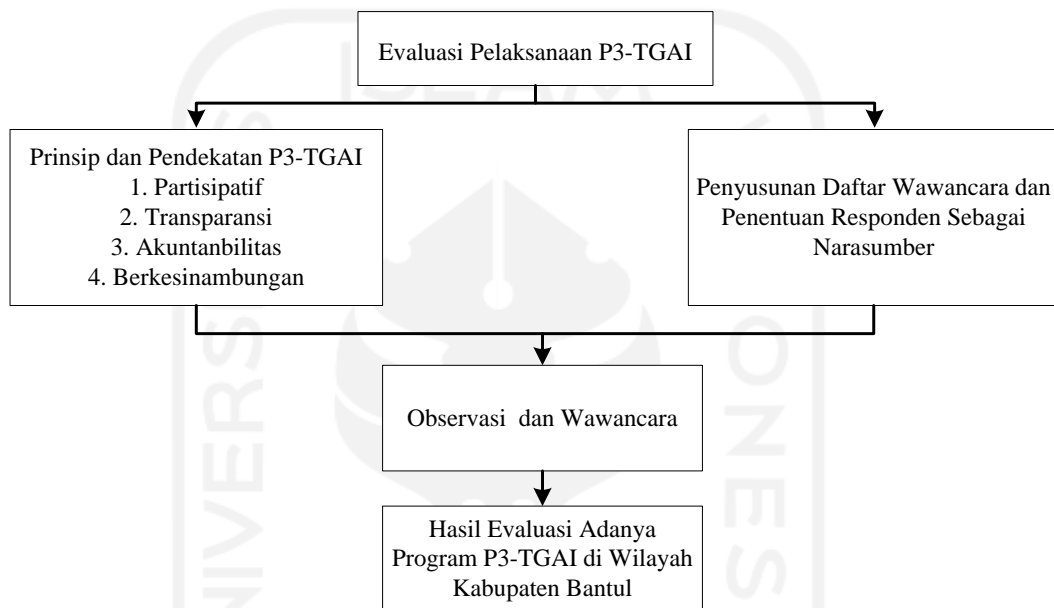 Evaluasi Pelaksanaan P3-TGAI
Prinsip dan Pendekatan P3-TGAI
1. Partisipatif
2. Transparansi
3. Akuntanbilitas
4. Berkesinambungan
Penyusunan Daftar Wawancara dan
Penentuan Responden Sebagai
Narasumber
Observasi dan Wawancara
Hasil Evaluasi Adanya
Program P3-TGAI di Wilayah
Kabupaten Bantul